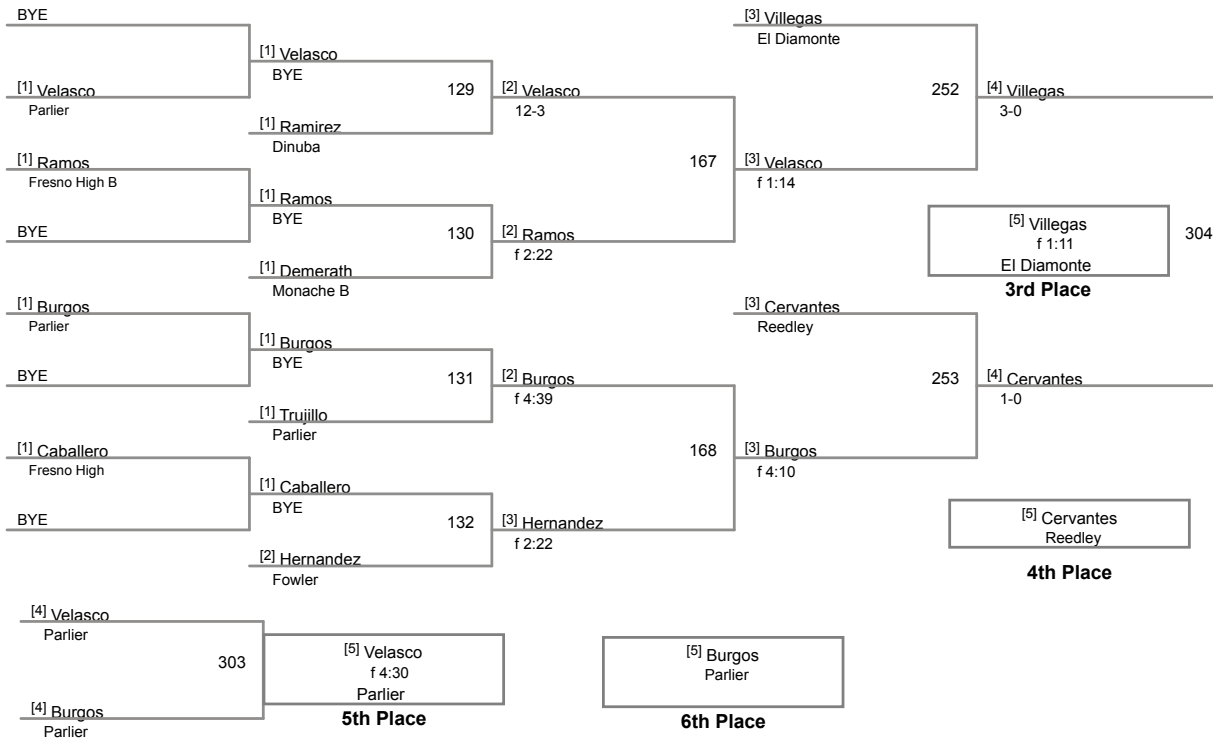 BYE
[1] Velasco
Parlier
[1] Ramos
Fresno High B
BYE
[1] Burgos
Parlier
BYE
[1] Caballero
Fresno High
BYE
[1] Velasco
BYE
129
[1] Ramirez
Dinuba
[1] Ramos
BYE
130
[1] Demerath
Monache B
[1] Burgos
BYE
131
[1] Trujillo
Parlier
[1] Caballero
BYE
132
[2] Hernandez
Fowler
[2] Velasco
12-3
167
[2] Ramos
f 2:22
[2] Burgos
f 4:39
168
[3] Hernandez
f 2:22
[3] Villegas
El Diamonte
252
[3] Velasco
f 1:14
[3] Cervantes
Reedley
253
[3] Burgos
f 4:10
[4] Villegas
3-0
[5] Villegas
f 1:11
El Diamonte
304
3rd Place
[4] Cervantes
1-0
[5] Cervantes
Reedley
4th Place
[4] Velasco
Parlier
303
[4] Burgos
Parlier
[5] Velasco
f 4:30
Parlier
5th Place
[5] Burgos
Parlier
6th Place